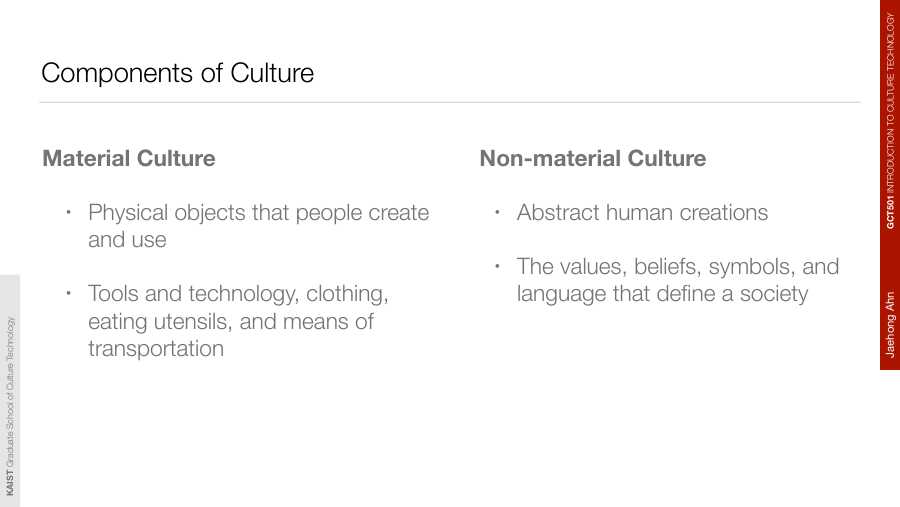 Components of Culture
Material Culture
• Physical objects that people create
and use
• Tools and technology, clothing,
eating utensils, and means of
transportation
Non-material Culture
• Abstract human creations
• The values, beliefs, symbols, and
language that define a society
KAIST Graduate School of Culture Technology
GCT501 INTRODUCTION TO CULTURE TECHNOLOGY
Jaehong Ahn